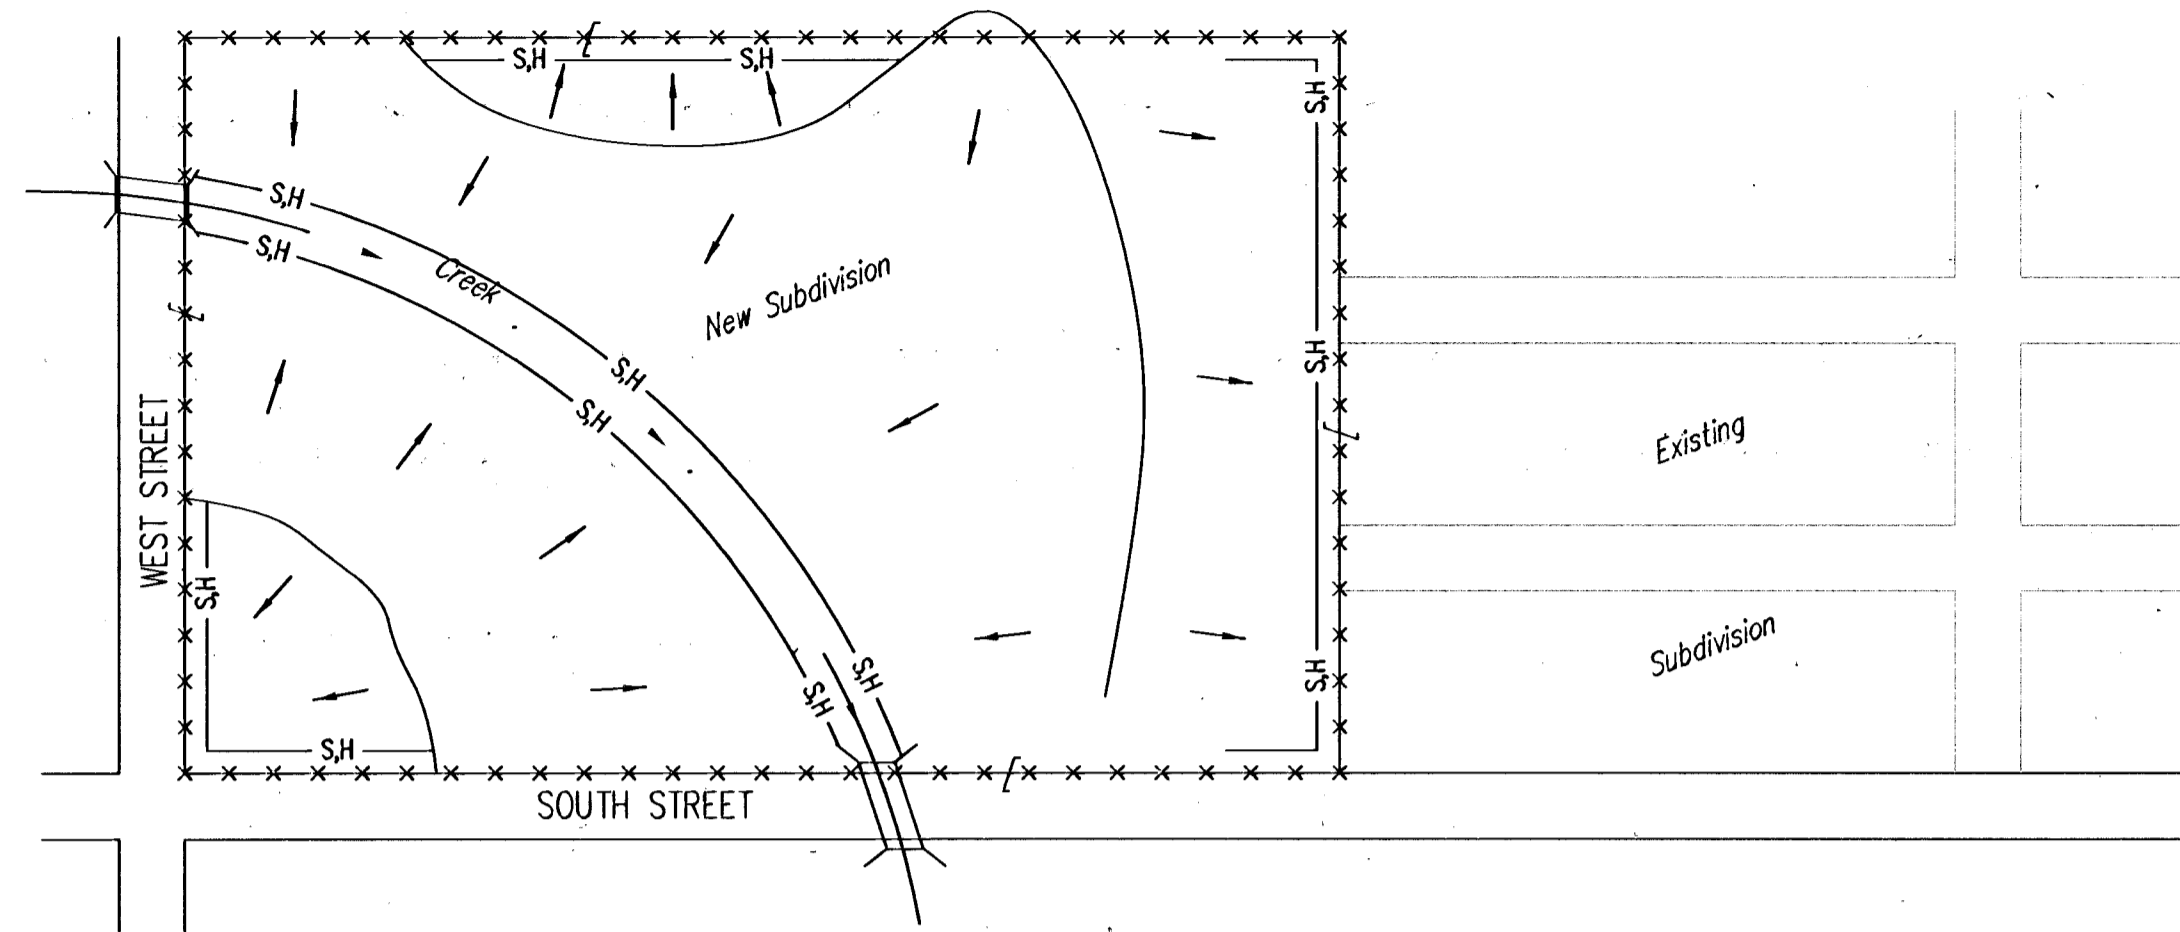 S,H
S,H
S,H
S,H
S,H
Creek
New Subdivision
S,H
S,H
S,H
WEST STREET
Existing
S,H
Subdivision
S,H
S,H
S,H
S,H
SOUTH STREET